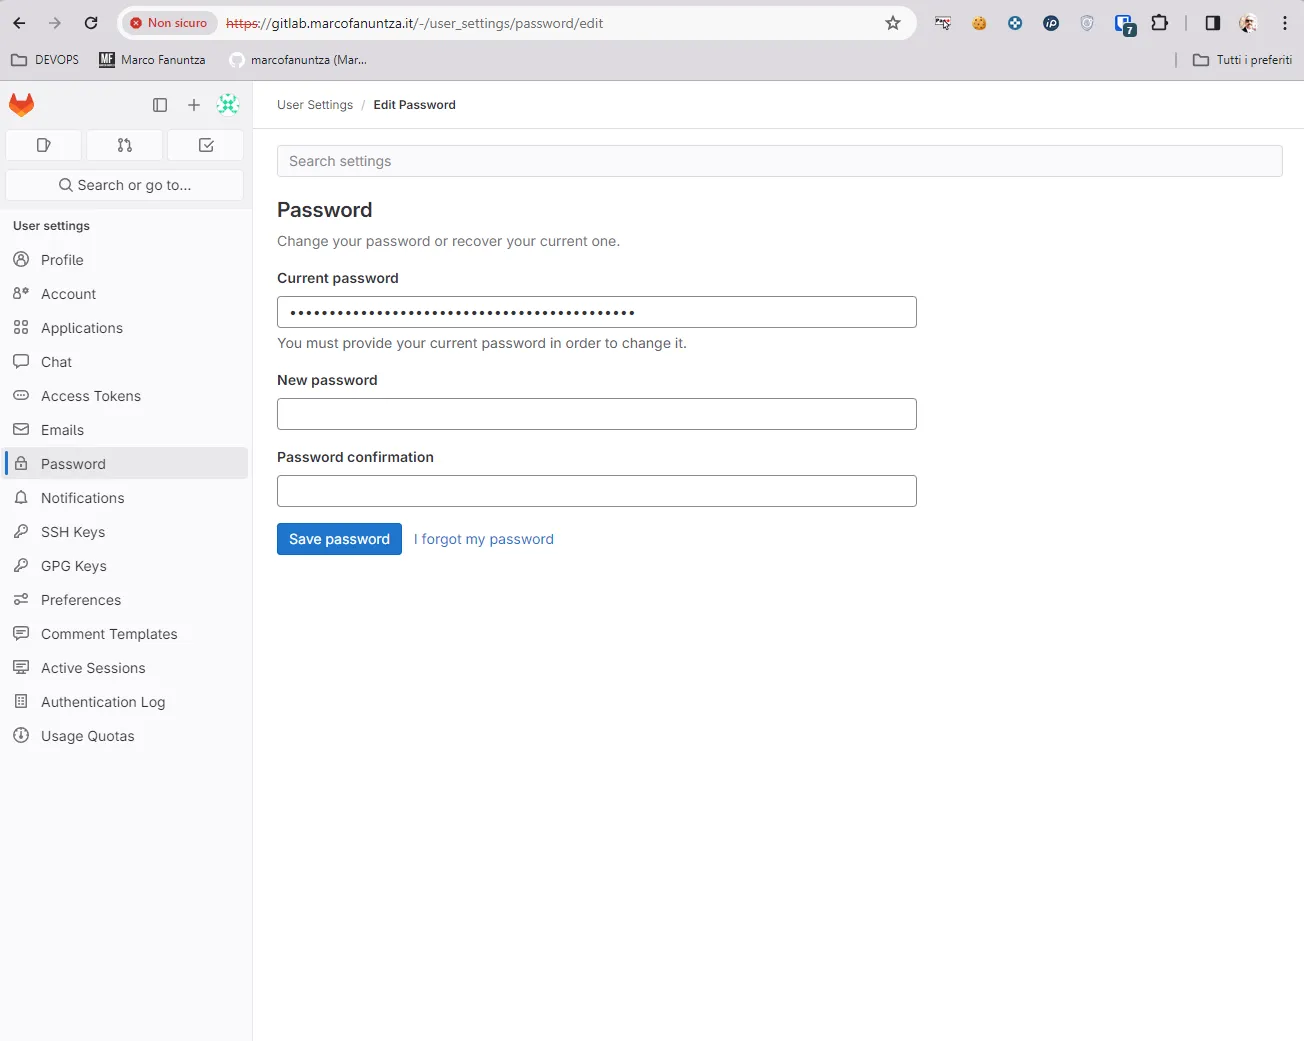 Non sicuro
https://gitlab.marcofanuntza.it/-/user_settings/password/edit
7
DEVOPS
MF Marco Fanuntza
marcofanuntza (Mar...
Tutti i preferiti
User Settings / Edit Password
Search or go to...
Search settings
User settings
Profile
Account
Applications
Chat
Access Tokens
Emails
Password
Notifications
SSH Keys
GPG Keys
Preferences
Comment Templates
Active Sessions
Authentication Log
Usage Quotas
Password
Change your password or recover your current one.
Current password
••••••••••••••••••••••••••••••••••••••••••••
You must provide your current password in order to change it.
New password
Password confirmation
Save password
I forgot my password